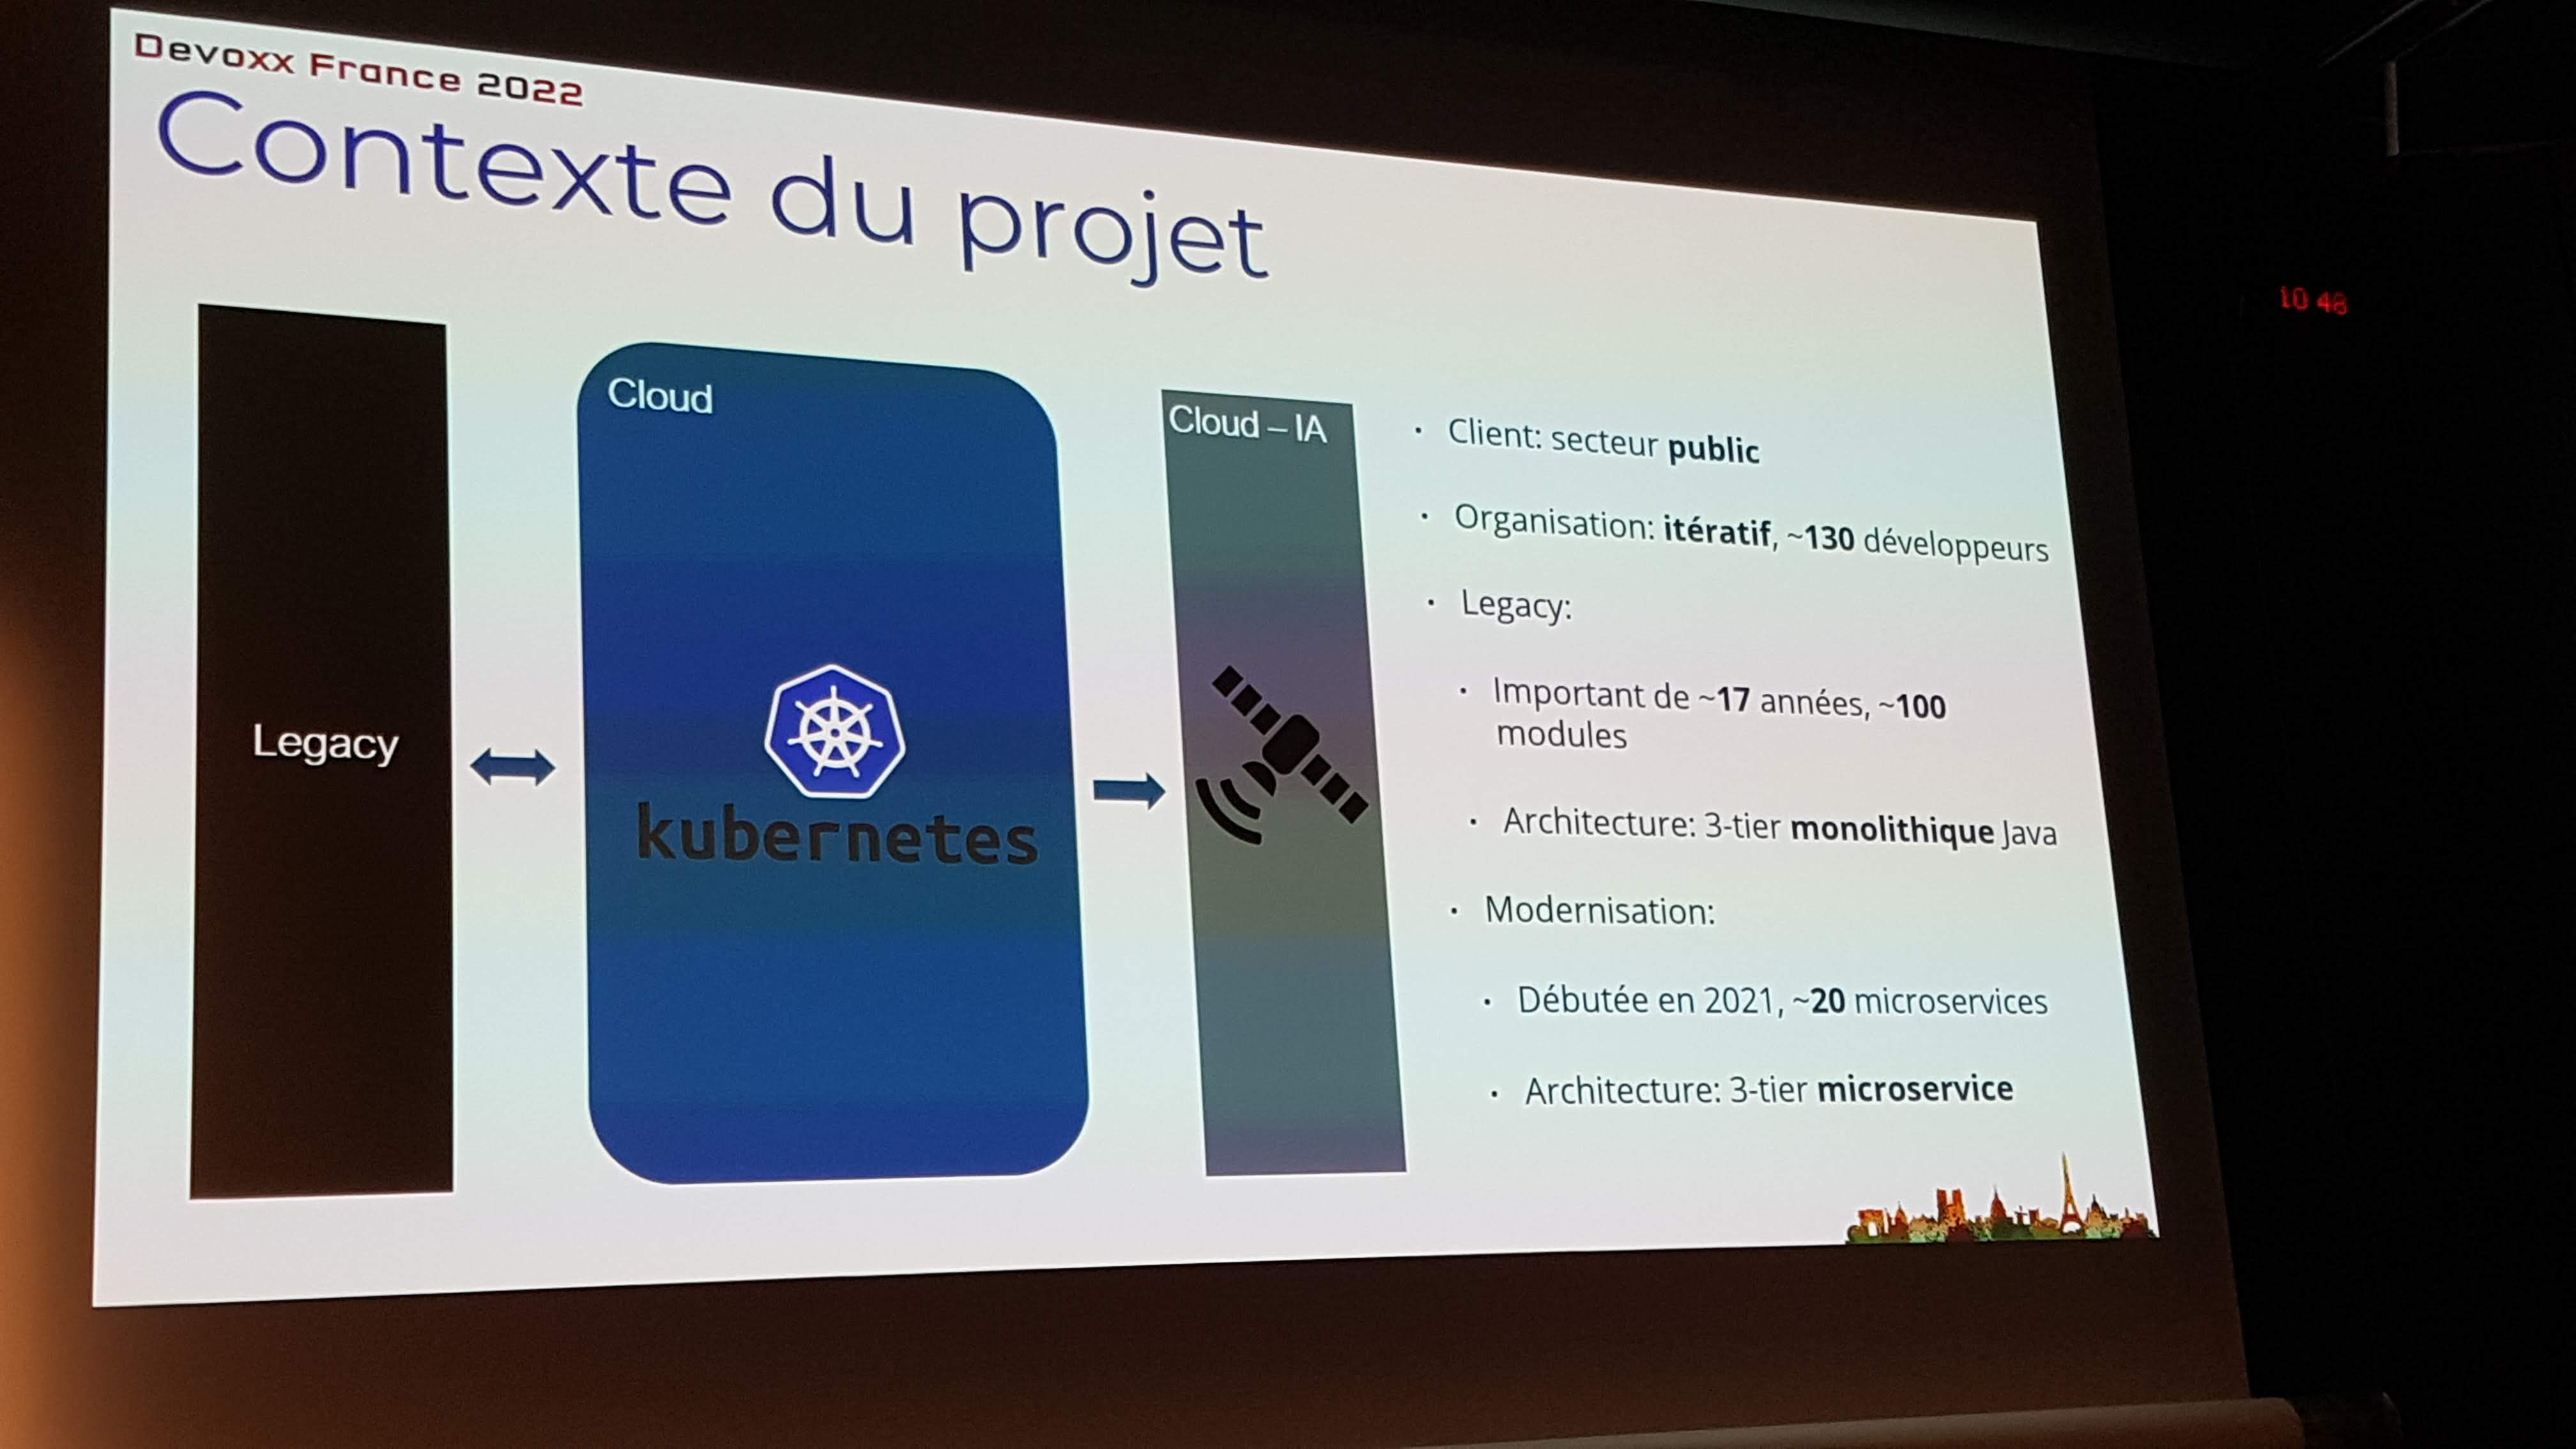 Devoxx France 2022
Contexte du projet
Legacy
Cloud
kubernetes
Cloud – IA
• Client: secteur public
• Organisation: itératif, ~130 développeurs
• Legacy:
• Important de ~17 années, ~100
modules
• Architecture: 3-tier monolithique Java
• Modernisation:
• Débutée en 2021, ~20 microservices
• Architecture: 3-tier microservice
10 48